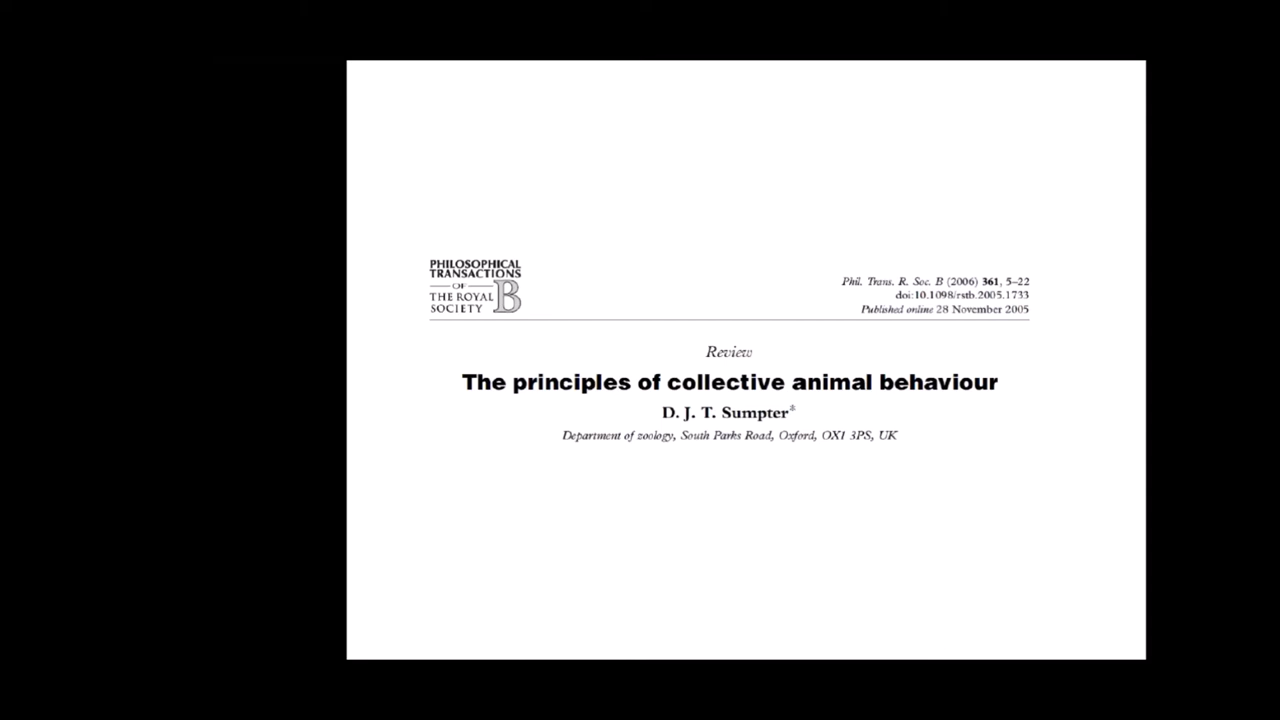 PHILOSOPHICAL
TRANSACTIONS
OF
THE ROYAL
SOCIETY B
Phil. Trans. R. Soc. B (2006) 361, 5–22
doi:10.1098/rstb.2005.1733
Published online 28 November 2005
Review
The principles of collective animal behaviour
D. J. T. Sumpter*
Department of zoology, South Parks Road, Oxford, OX1 3PS, UK